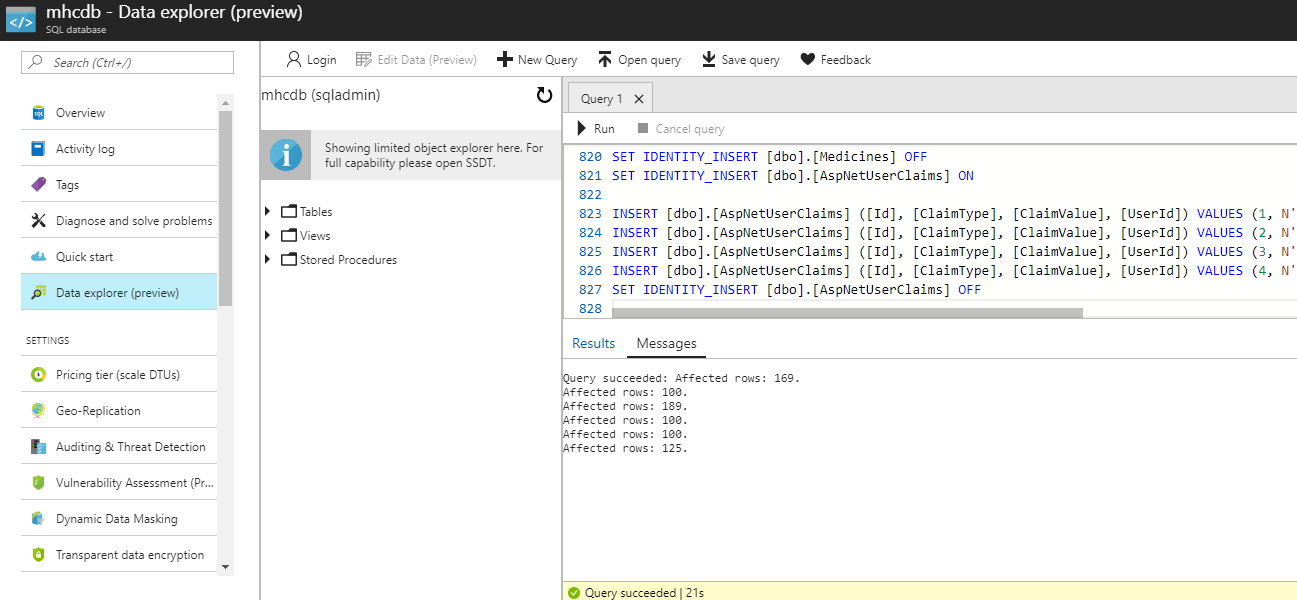 mhcdb - Data explorer (preview)
SQL database
Search (Ctrl+/)
Overview
Activity log
Tags
Diagnose and solve problems
Quick start
Data explorer (preview)
SETTINGS
Pricing tier (scale DTUs)
Geo-Replication
Auditing & Threat Detection
Vulnerability Assessment (Pr...
Dynamic Data Masking
Transparent data encryption
Login
Edit Data (Preview)
New Query
Open query
Save query
Feedback
mhcdb (sqladmin)
Showing limited object explorer here. For
full capability please open SSDT.
Tables
Views
Stored Procedures
Query 1
Run
Cancel query
820 SET IDENTITY_INSERT [dbo].[Medicines] OFF
821 SET IDENTITY_INSERT [dbo].[AspNetUserClaims] ON
822
823 INSERT [dbo].[AspNetUserClaims] ([Id], [ClaimType], [ClaimValue], [UserId]) VALUES (1, N'
824 INSERT [dbo].[AspNetUserClaims] ([Id], [ClaimType], [ClaimValue], [UserId]) VALUES (2, N'
825 INSERT [dbo].[AspNetUserClaims] ([Id], [ClaimType], [ClaimValue], [UserId]) VALUES (3, N'
826 INSERT [dbo].[AspNetUserClaims] ([Id], [ClaimType], [ClaimValue], [UserId]) VALUES (4, N'
827 SET IDENTITY_INSERT [dbo].[AspNetUserClaims] OFF
828
Results Messages
Query succeeded: Affected rows: 169.
Affected rows: 100.
Affected rows: 189.
Affected rows: 100.
Affected rows: 100.
Affected rows: 125.
Query succeeded | 21s